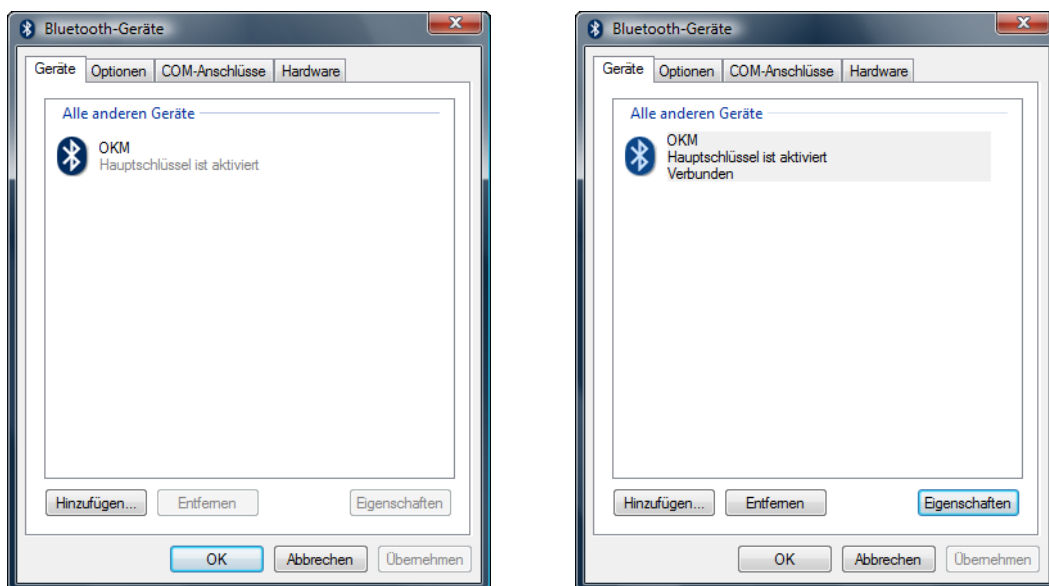 Bluetooth-Geräte
Geräte Optionen COM-Anschlüsse Hardware
Alle anderen Geräte
OKM
Hauptschlüssel ist aktiviert
Hinzufügen... Entfernen Eigenschaften
OK Abbrechen Übernehmen
Bluetooth-Geräte
Geräte Optionen COM-Anschlüsse Hardware
Alle anderen Geräte
OKM
Hauptschlüssel ist aktiviert
Verbunden
Hinzufügen... Entfernen Eigenschaften
OK Abbrechen Übernehmen